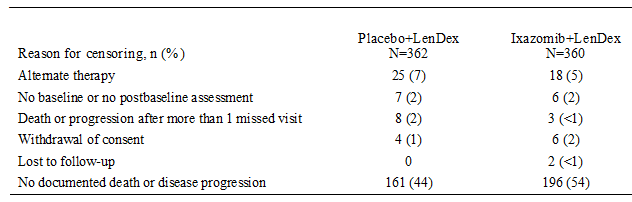 Placebo+LenDex Ixazomib+LenDex
Reason for censoring, n (%) N=362 N=360
Alternate therapy 25 (7) 18 (5)
No baseline or no postbaseline assessment 7 (2) 6 (2)
Death or progression after more than 1 missed visit 8 (2) 3 (<1)
Withdrawal of consent 4 (1) 6 (2)
Lost to follow-up 0 2 (<1)
No documented death or disease progression 161 (44) 196 (54)